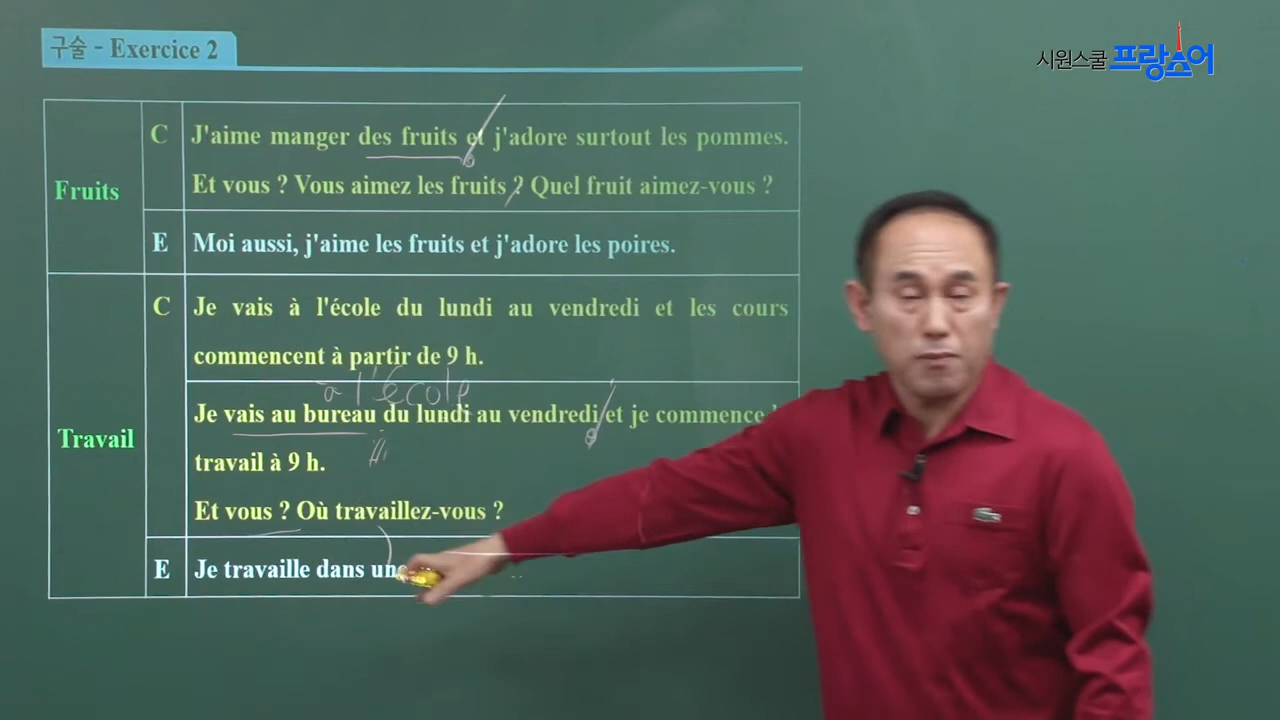 구술 - Exercice 2
시원스쿨 프랑스어
Fruits
C
J'aime manger des fruits et j'adore surtout les pommes.
Et vous ? Vous aimez les fruits ? Quel fruit aimez-vous ?
E
Moi aussi, j'aime les fruits et j'adore les poires.
Travail
C
Je vais à l'école du lundi au vendredi et les cours
commencent à partir de 9 h.
à l'école
Je vais au bureau du lundi au vendredi et je commence
travail à 9 h.
Et vous ? Où travaillez-vous ?
E
Je travaille dans une